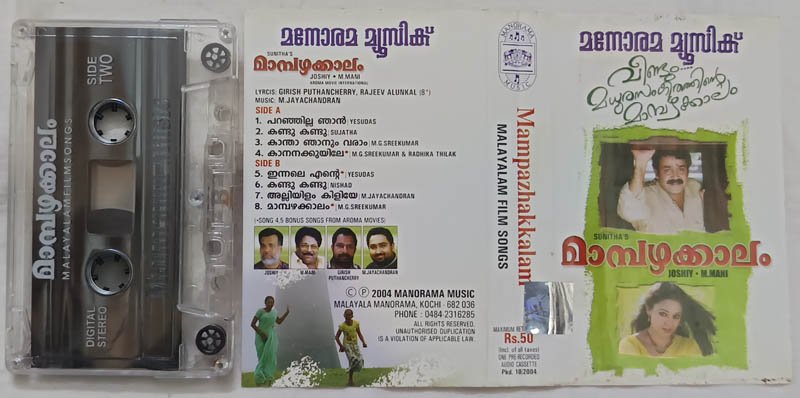 SIDE
TWO
മാമ്പഴക്കാലം
MALAYALAM FILM SONGS
DIGITAL
STEREO
മനോരമ മ്യൂസിക്
SUNITHA'S
മാമ്പഴക്കാലം
JOSHIY • M.MANI
AROMA MOVIE INTERNATIONAL
LYRCIS: GIRISH PUTHANCHERRY, RAJEEV ALUNKAL (8*)
MUSIC: M.JAYACHANDRAN
SIDE A
1. പറഞ്ഞില്ല ഞാൻ | YESUDAS
2. കണ്ടു കണ്ടു | SUJATHA
3. കാന്താ ഞാനും വരാം | M.G.SREEKUMAR
4. കാനനക്കുയിലേ* | M.G.SREEKUMAR & RADHIKA THILAK
SIDE B
5. ഇന്നലെ എന്റെ* | YESUDAS
6. കണ്ടു കണ്ടു | NISHAD
7. അല്ലിയിളം കിളിയേ | M.JAYACHANDRAN
8. മാമ്പഴക്കാലം* | M.G.SREEKUMAR
(*SONG 4,5 BONUS SONGS FROM AROMA MOVIES)
JOSHIY
M.MANI
GIRISH
PUTHANCHERRY
M.JAYACHANDRAN
© ℗ 2004 MANORAMA MUSIC
MALAYALA MANORAMA, KOCHI - 682 036
PHONE : 0484-2316285
ALL RIGHTS RESERVED.
UNAUTHORISED DUPLICATION
IS A VIOLATION OF APPLICABLE LAW.
MANORAMA
MUSIC
Mampazhakkalam
MALAYALAM FILM SONGS
MAXIMUM RET
Rs.50
(Incl. of all taxes)
ONE PRE-RECORDED
AUDIO CASSETTE
Pkd. 10/2004
മനോരമ മ്യൂസിക്
വീണ്ടും....
മധുരസംഗീതത്തിന്റെ
മാമ്പഴക്കാലം
SUNITHA'S
മാമ്പഴക്കാലം
JOSHIY • M.MANI